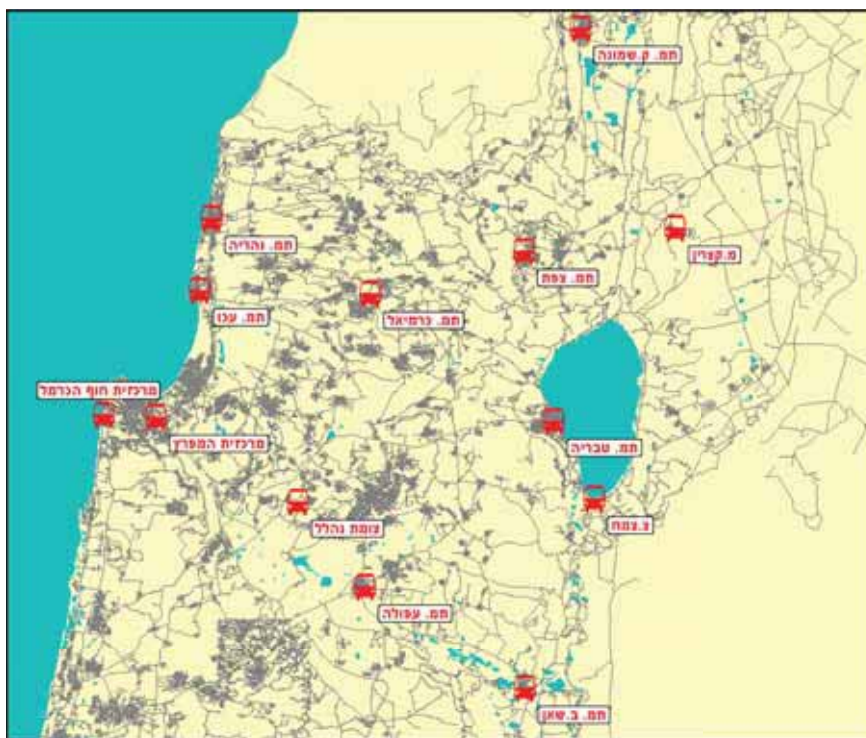 תמ. ק.שמונה
תמ. נהריה
מ.קצרין
תמ. צפת
תמ. עכו
תמ. כרמיאל
מרכזית חוף הכרמל
מרכזית המפרץ
תמ. טבריה
צומת נהלל
צ.צמח
תמ. עפולה
תמ. ב.שאן